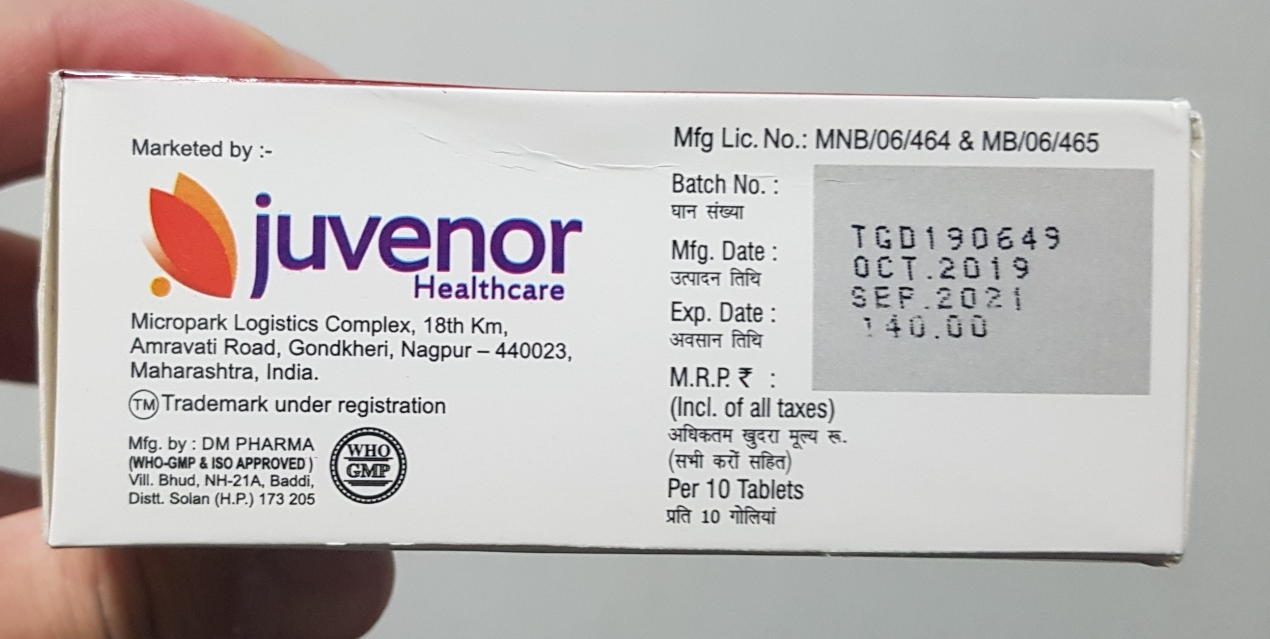 Marketed by :-
juvenor
Healthcare
Micropark Logistics Complex, 18th Km,
Amravati Road, Gondkheri, Nagpur – 440023,
Maharashtra, India.
TM Trademark under registration
Mfg. by : DM PHARMA
(WHO-GMP & ISO APPROVED )
Vill. Bhud, NH-21A, Baddi,
Distt. Solan (H.P.) 173 205
WHO
GMP
Mfg Lic. No.: MNB/06/464 & MB/06/465
Batch No. :
घान संख्या
TGD190649
Mfg. Date :
उत्पादन तिथि
OCT.2019
Exp. Date :
अवसान तिथि
SEP.2021
M.R.P. ₹ :
140.00
(Incl. of all taxes)
अधिकतम खुदरा मूल्य रू.
(सभी करों सहित)
Per 10 Tablets
प्रति 10 गोलियां